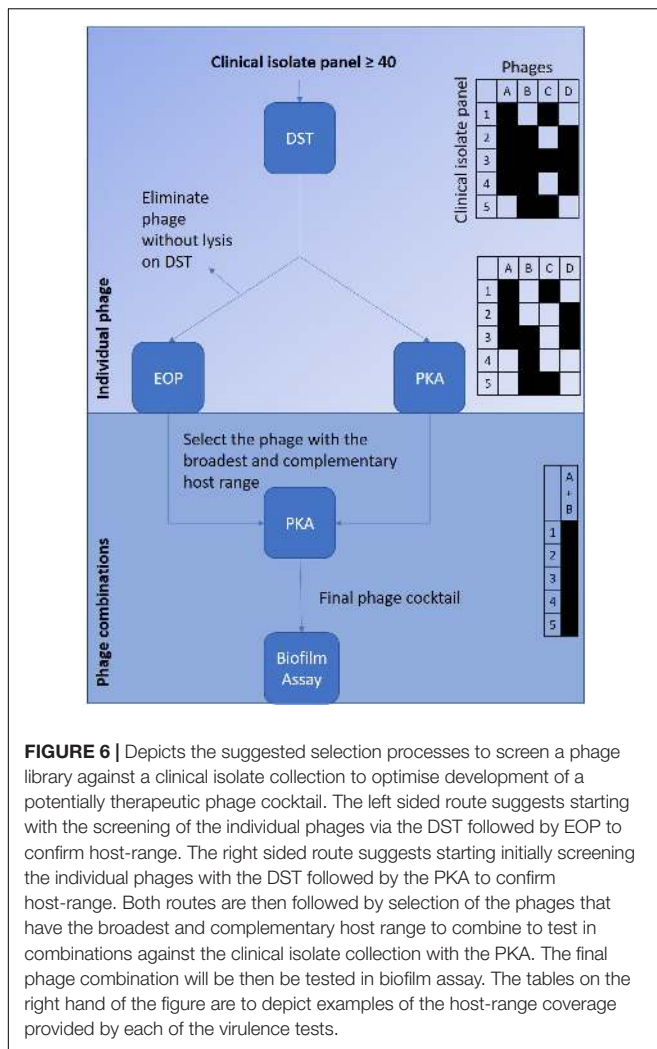 Clinical isolate panel ≥ 40
DST
Eliminate
phage
without lysis
on DST
EOP
PKA
Individual phage
Select the phage with the
broadest and complementary
host range
PKA
Final phage cocktail
Biofilm
Assay
Phage combinations
Phages
Clinical isolate panel
A B C D
1
2
3
4
5
A B C D
1
2
3
4
5
A
+
B
1
2
3
4
5
FIGURE 6 | Depicts the suggested selection processes to screen a phage
library against a clinical isolate collection to optimise development of a
potentially therapeutic phage cocktail. The left sided route suggests starting
with the screening of the individual phages via the DST followed by EOP to
confirm host-range. The right sided route suggests starting initially screening
the individual phages with the DST followed by the PKA to confirm
host-range. Both routes are then followed by selection of the phages that
have the broadest and complementary host range to combine to test in
combinations against the clinical isolate collection with the PKA. The final
phage combination will be then be tested in biofilm assay. The tables on the
right hand of the figure are to depict examples of the host-range coverage
provided by each of the virulence tests.